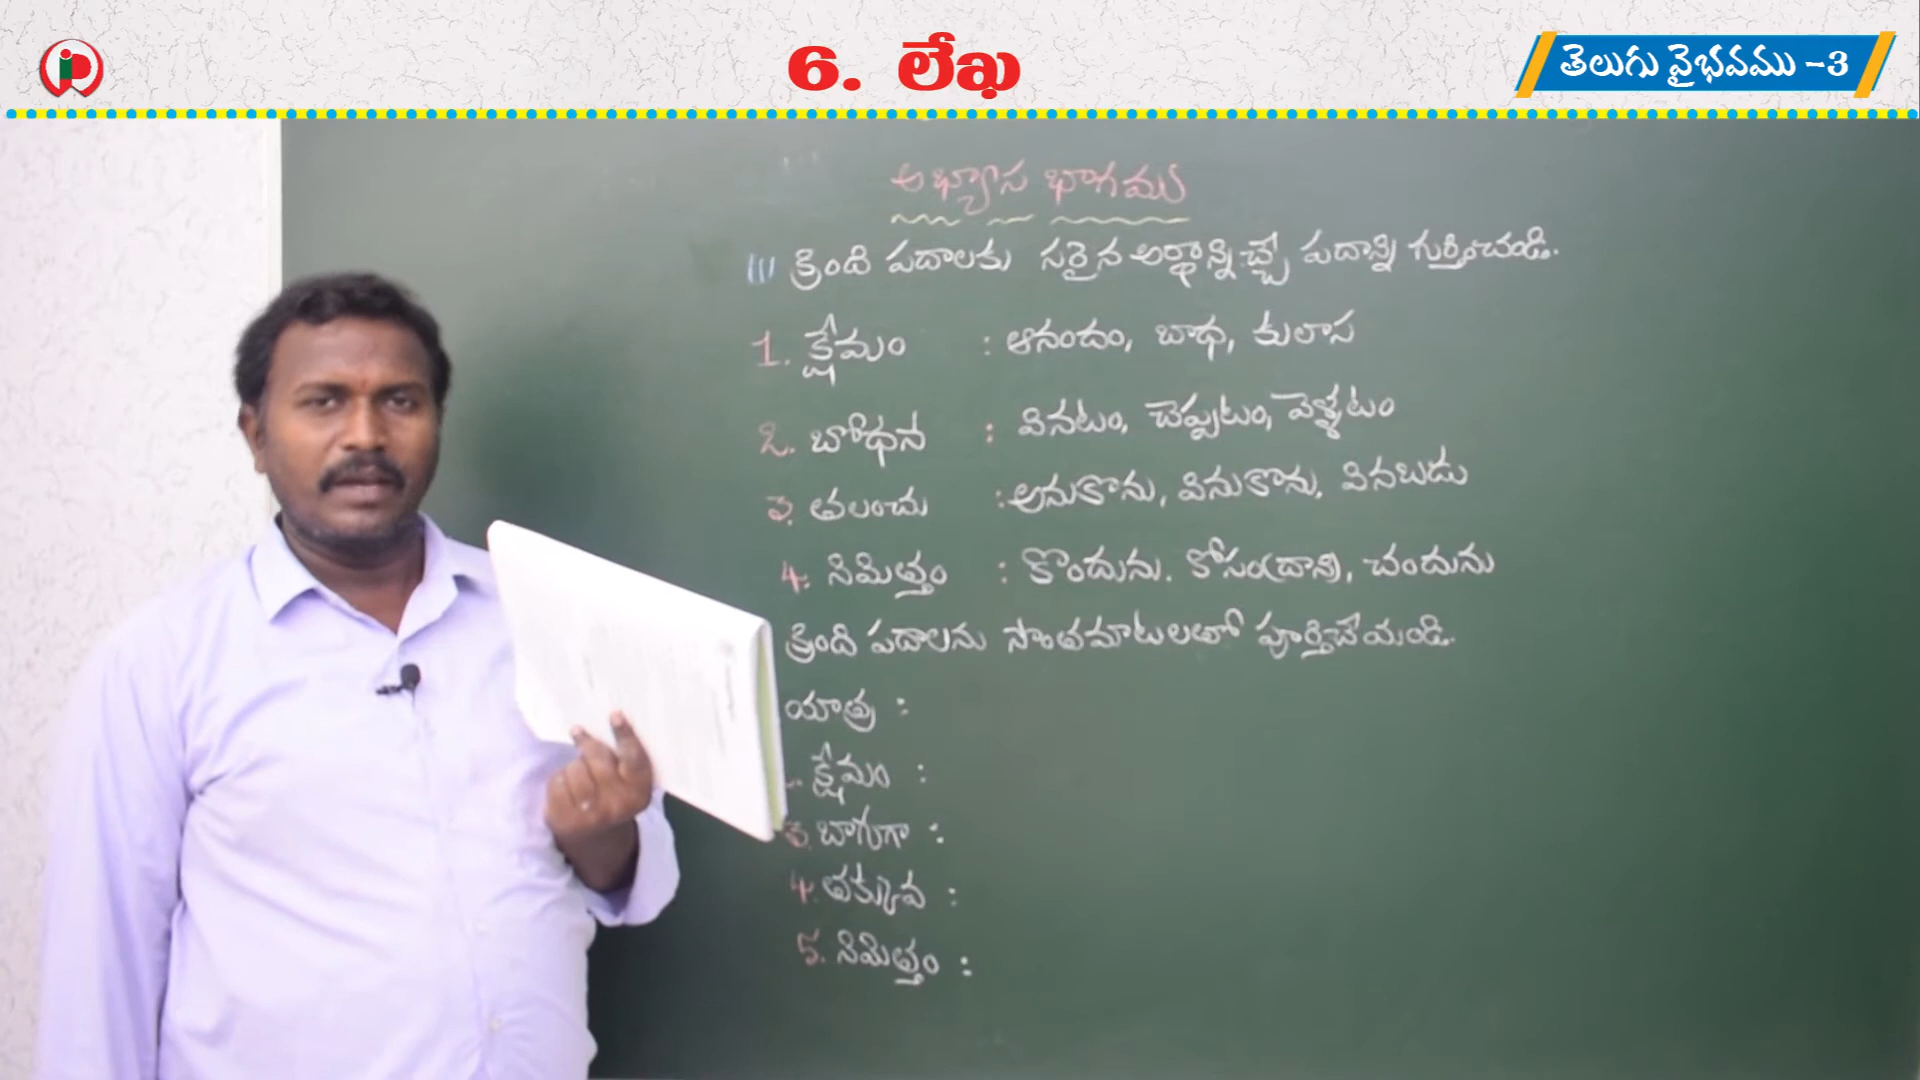 6. లేఖ
తెలుగు వైభవము -3
అభ్యాస భాగము
III క్రింది పదాలకు సరైన అర్థాన్నిచ్చే పదాన్ని గుర్తించండి.
1. క్షేమం : ఆనందం, బాధ, కులాస
2. బోధన : వినటం, చెప్పటం, వెళ్ళటం
3. తలంచు : అనుకొను, వినుకొను, వినబడు
4. నిమిత్తం : కొందును. కోసం(దాని), చందును
క్రింది పదాలను సొంతమాటలతో పూర్తిచేయండి.
యాత్ర :
క్షేమం :
3. బాగుగా :
4. తక్కువ :
5. నిమిత్తం :